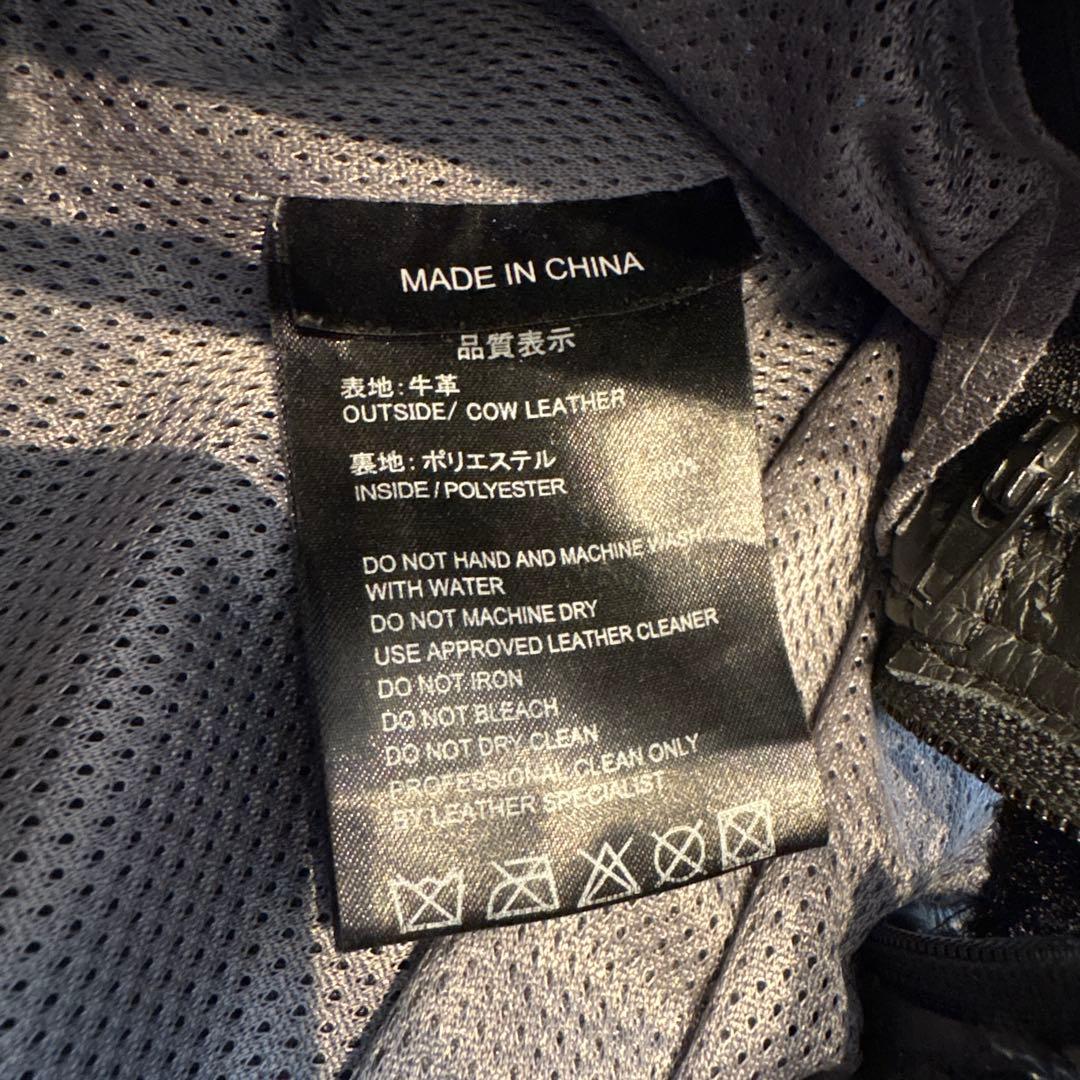 MADE IN CHINA
品質表示
表地:牛革
OUTSIDE/ COW LEATHER
裏地:ポリエステル
INSIDE/POLYESTER
DO NOT HAND AND MACHINE WASH
WITH WATER
DO NOT MACHINE DRY
USE APPROVED LEATHER CLEANER
DO NOT IRON
DO NOT BLEACH
DO NOT DRY CLEAN
PROFESSIONAL CLEAN ONLY
BY LEATHER SPECIALIST